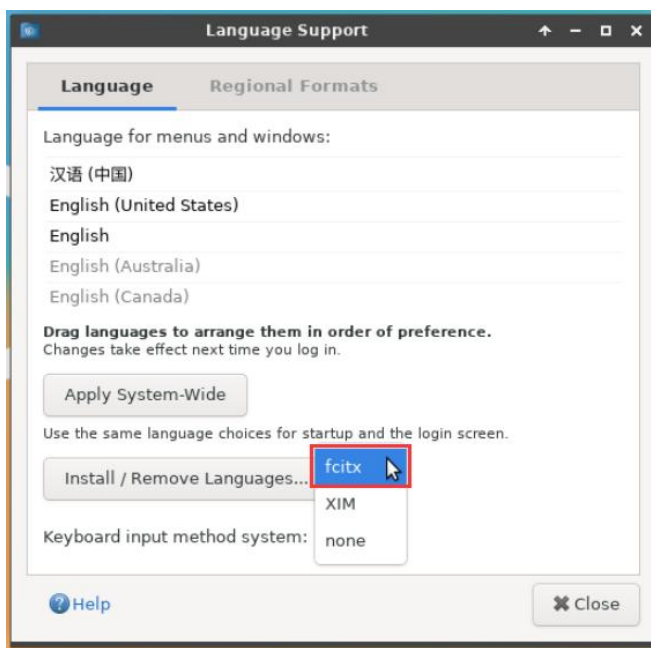 Language Support
Language Regional Formats
Language for menus and windows:
汉语 (中国)
English (United States)
English
English (Australia)
English (Canada)
Drag languages to arrange them in order of preference.
Changes take effect next time you log in.
Apply System-Wide
Use the same language choices for startup and the login screen.
Install / Remove Languages...
fcitx
XIM
Keyboard input method system:
none
Help
Close